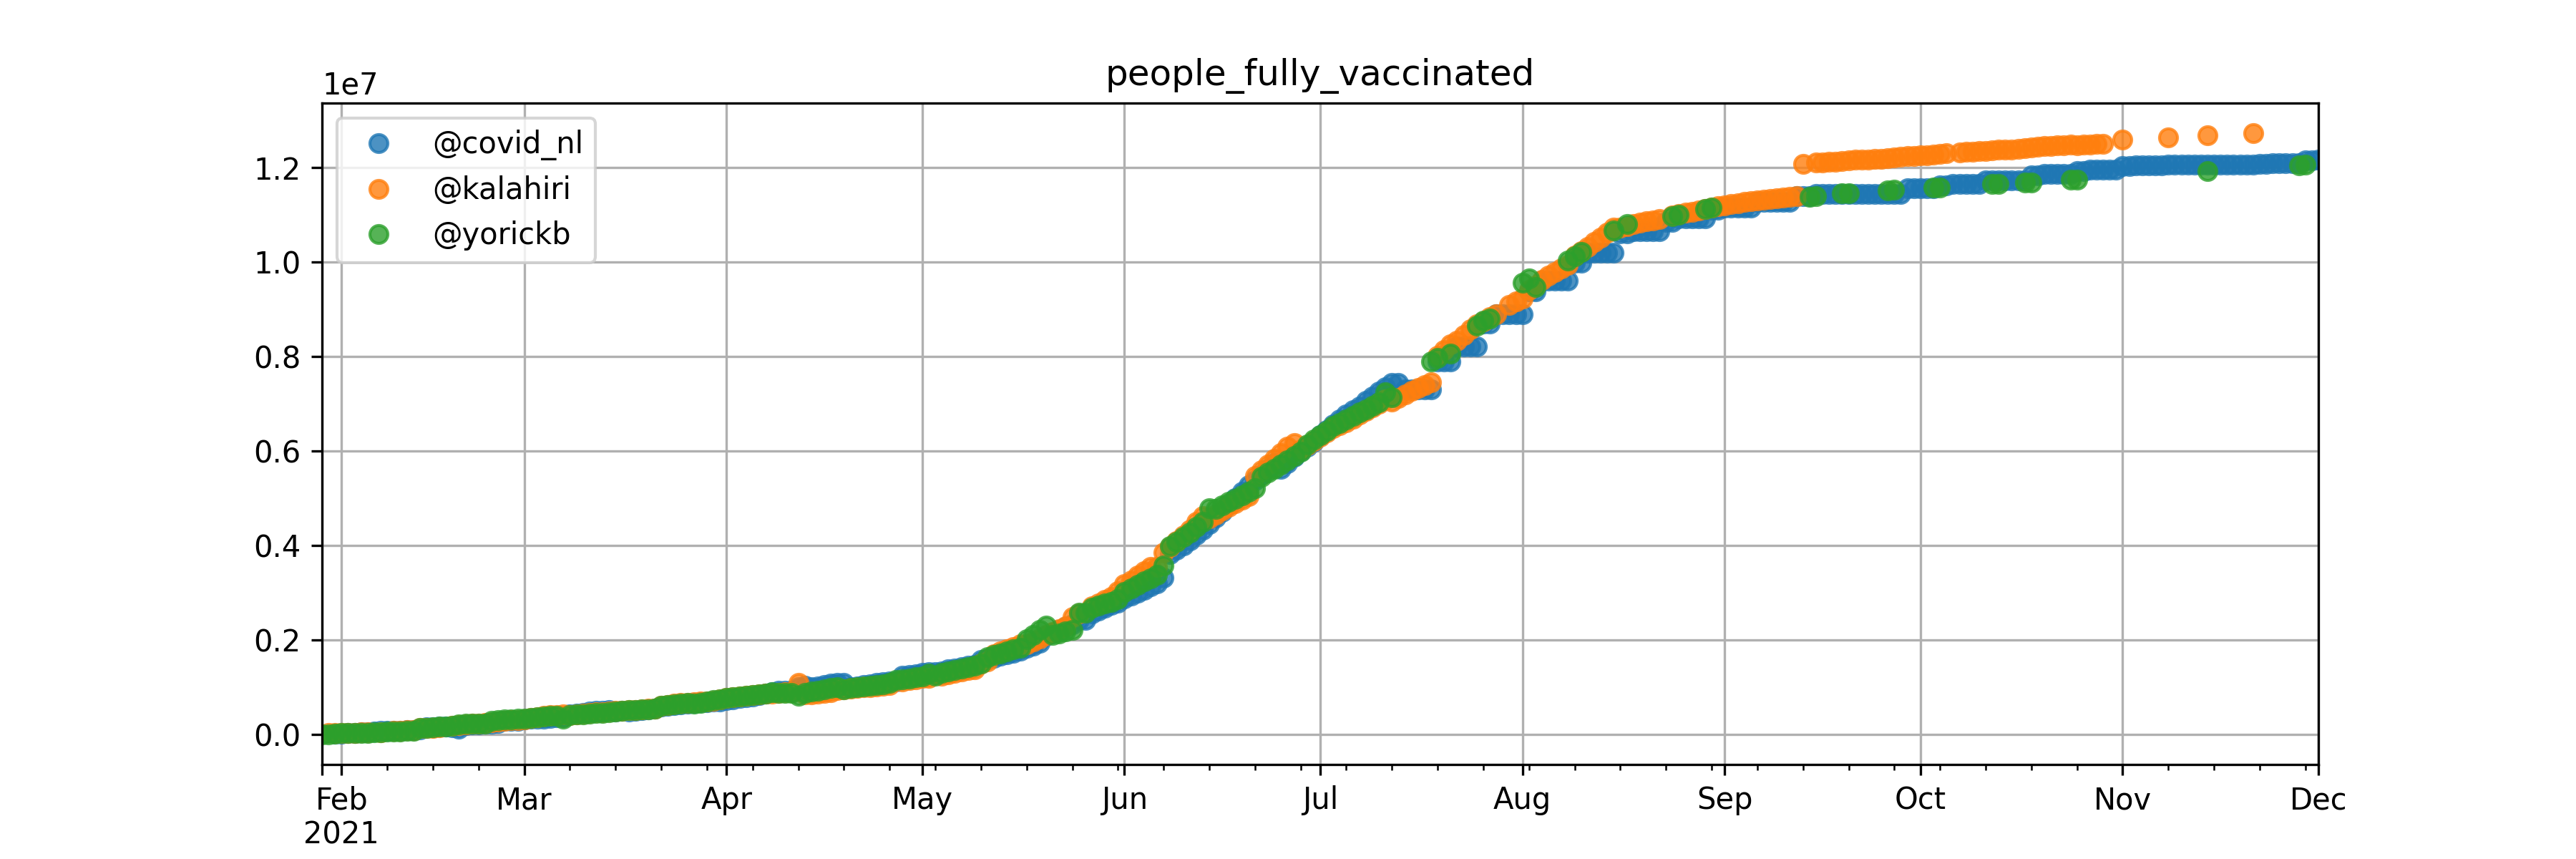 people_fully_vaccinated
1e7
@covid_nl
@kalahiri
@yorickb
1.2
1.0
0.8
0.6
0.4
0.2
0.0
Feb Mar Apr May Jun Jul Aug Sep Oct Nov Dec
2021